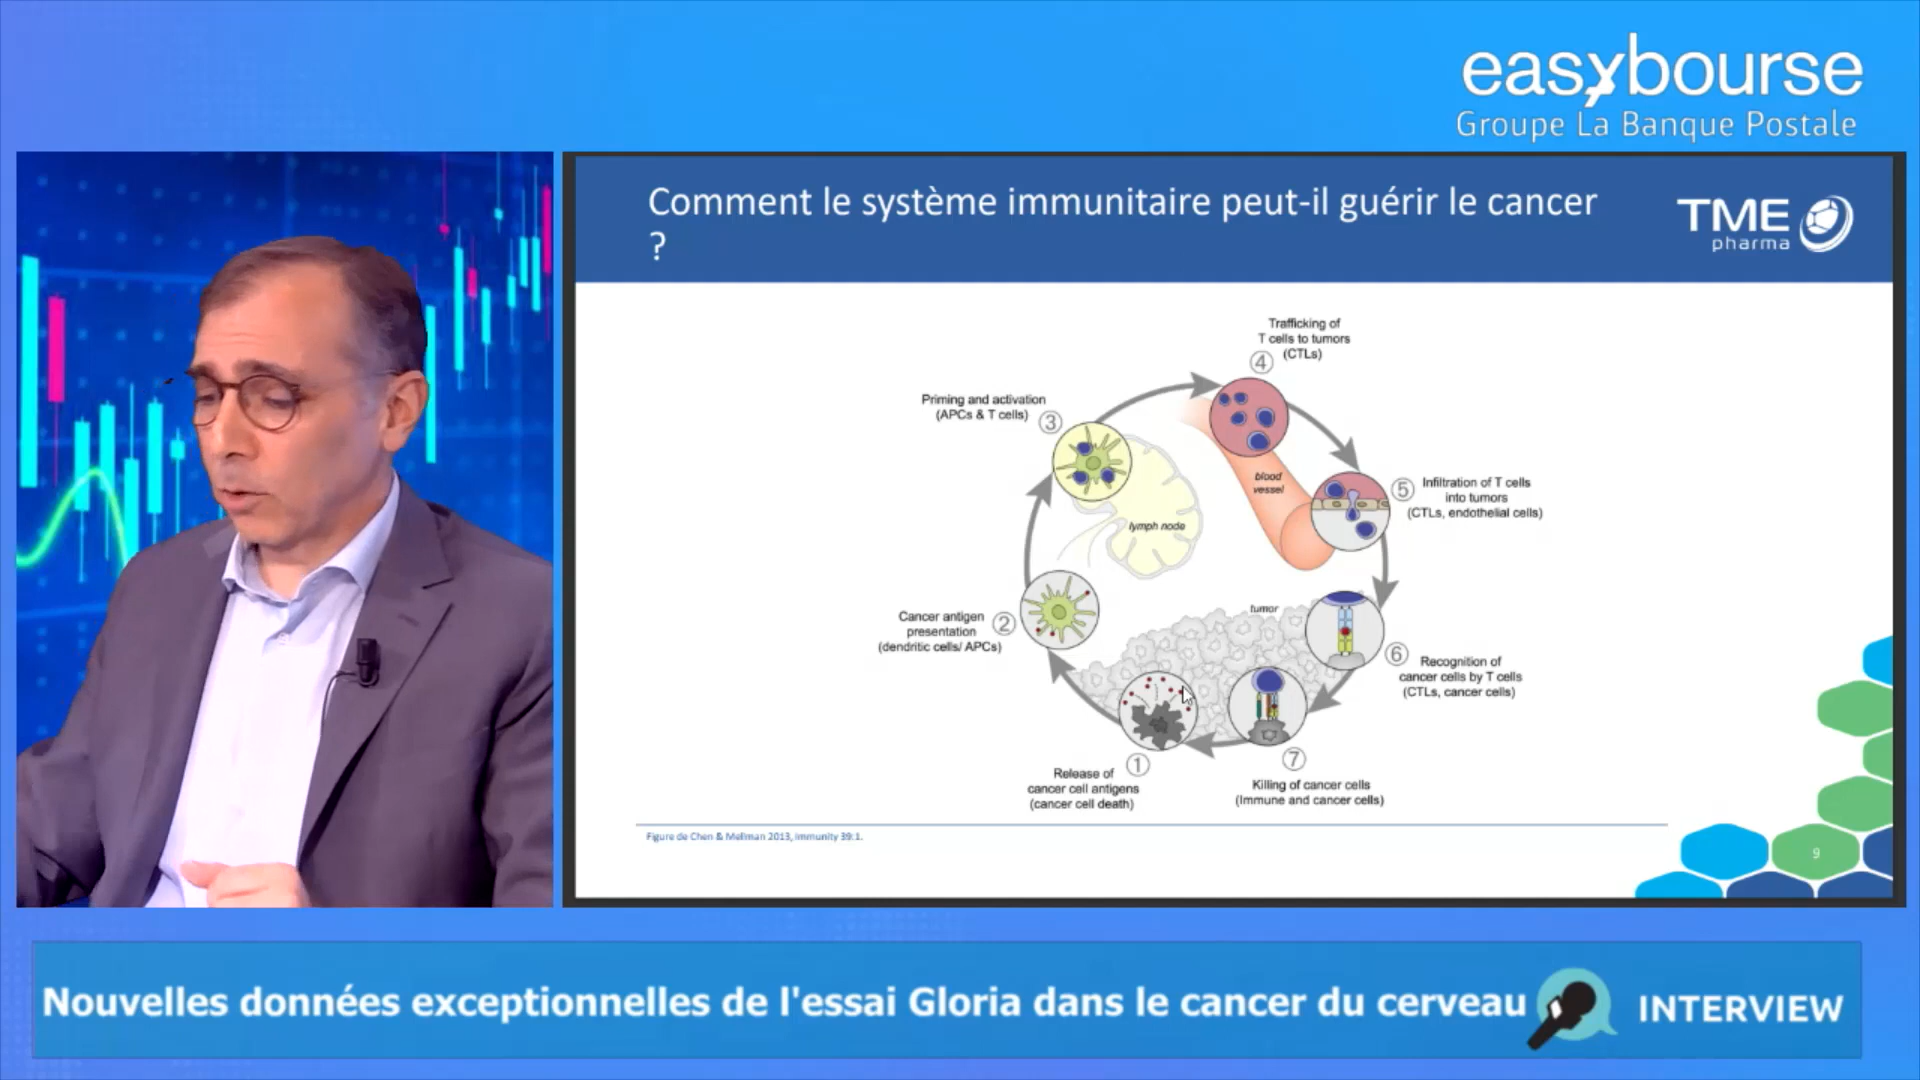 easybourse
Groupe La Banque Postale
Comment le système immunitaire peut-il guérir le cancer
?
TME
pharma
Trafficking of
T cells to tumors
(CTLs)
4
Priming and activation
(APCs & T cells)
3
blood
vessel
5
Infiltration of T cells
into tumors
(CTLs, endothelial cells)
lymph node
Cancer antigen
presentation
(dendritic cells/ APCs)
2
tumor
6
Recognition of
cancer cells by T cells
(CTLs, cancer cells)
1
Release of
cancer cell antigens
(cancer cell death)
7
Killing of cancer cells
(Immune and cancer cells)
Figure de Chen & Mellman 2013, Immunity 39:1.
9
Nouvelles données exceptionnelles de l'essai Gloria dans le cancer du cerveau
INTERVIEW